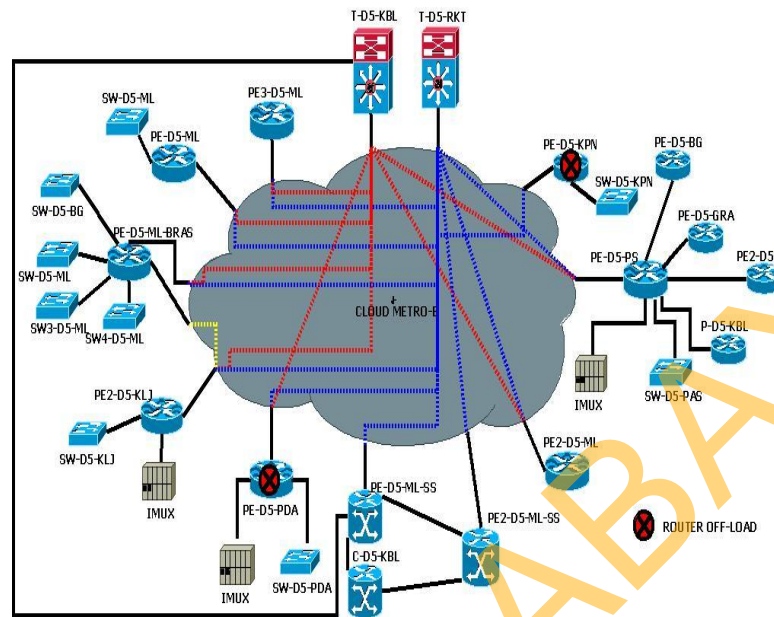 T-D5-KBL
T-D5-RKT
SW-D5-ML
PE3-D5-ML
PE-D5-ML
PE-D5-KPN
PE-D5-BG
SW-D5-KPN
SW-D5-BG
PE-D5-ML-BRAS
PE-D5-GRA
PE-D5-PS
SW-D5-ML
PE2-D5
SW3-D5-ML
SW4-D5-ML
CLOUD METRO-E
P-D5-KBL
PE2-D5-KLJ
IMUX
SW-D5-PAS
SW-D5-KLJ
PE2-D5-ML
IMUX
PE-D5-PDA
PE-D5-ML-SS
PE2-D5-ML-SS
ROUTER OFF-LOAD
C-D5-KBL
IMUX
SW-D5-PDA
ABA